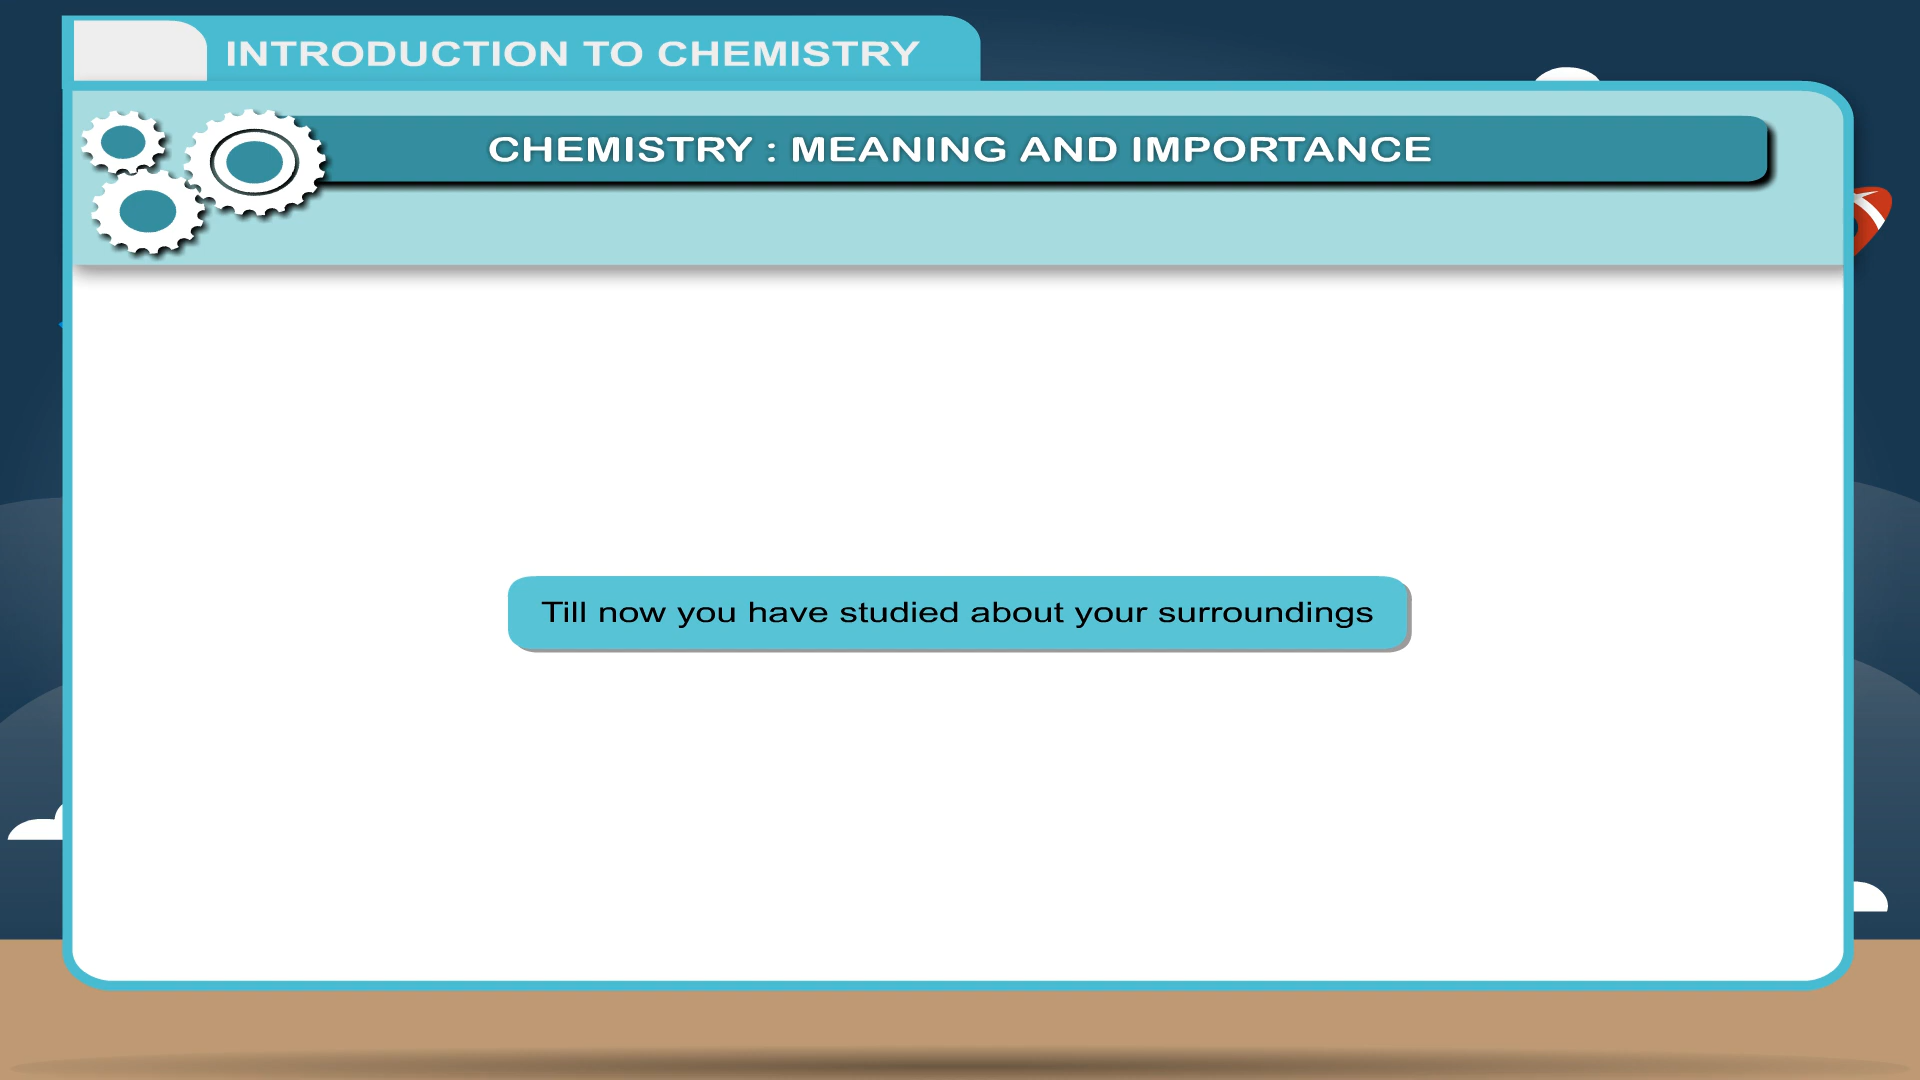 INTRODUCTION TO CHEMISTRY
CHEMISTRY : MEANING AND IMPORTANCE
Till now you have studied about your surroundings